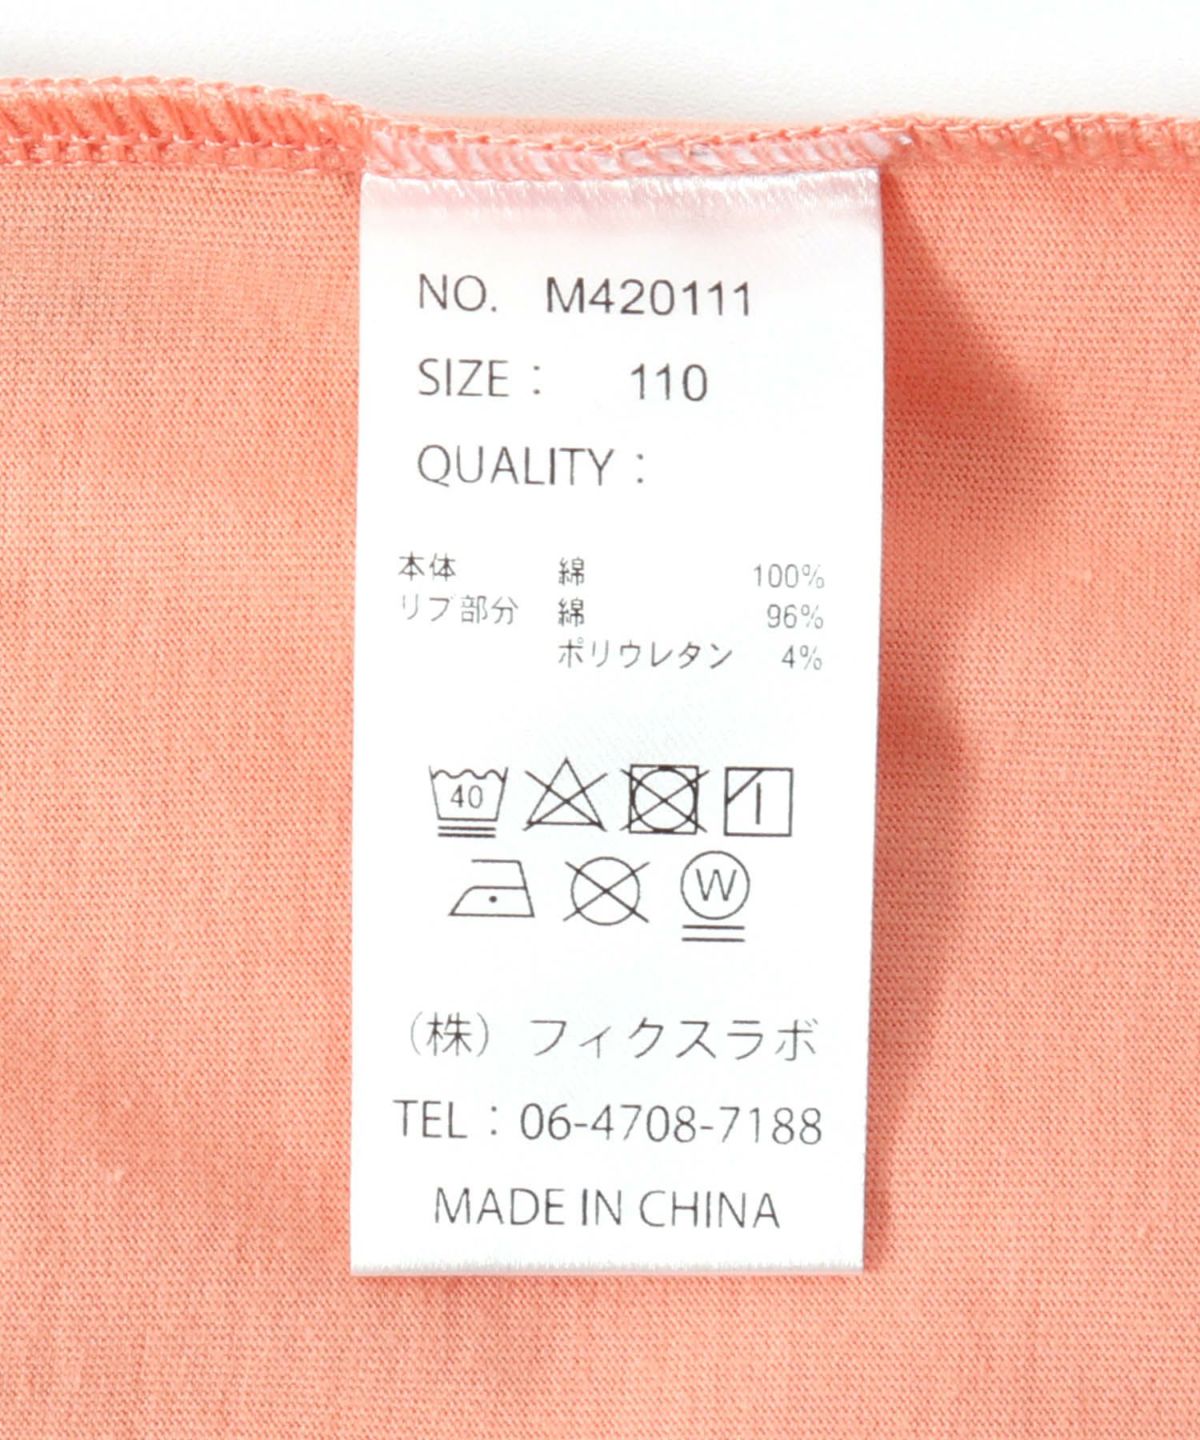 NO. M420111
SIZE： 110
QUALITY：
本体 綿 100%
リブ部分 綿 96%
ポリウレタン 4%
40
W
（株）フィクスラボ
TEL：06-4708-7188
MADE IN CHINA